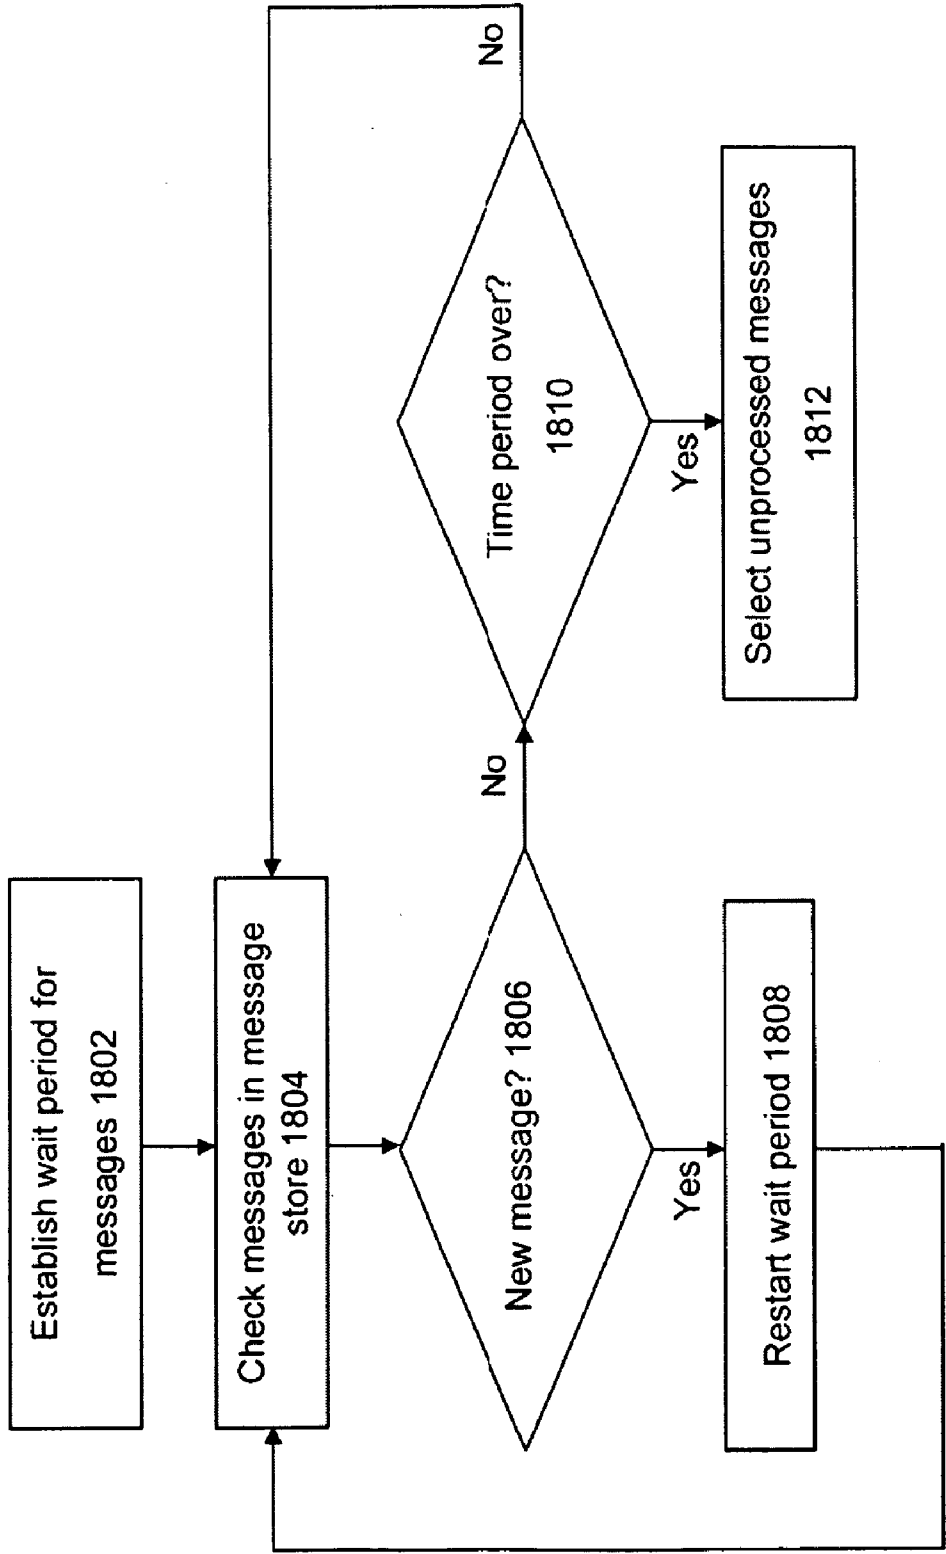 Establish wait period for
messages 1802
Check messages in message
store 1804
New message? 1806
No
Yes
Restart wait period 1808
Time period over?
1810
No
Yes
Select unprocessed messages
1812